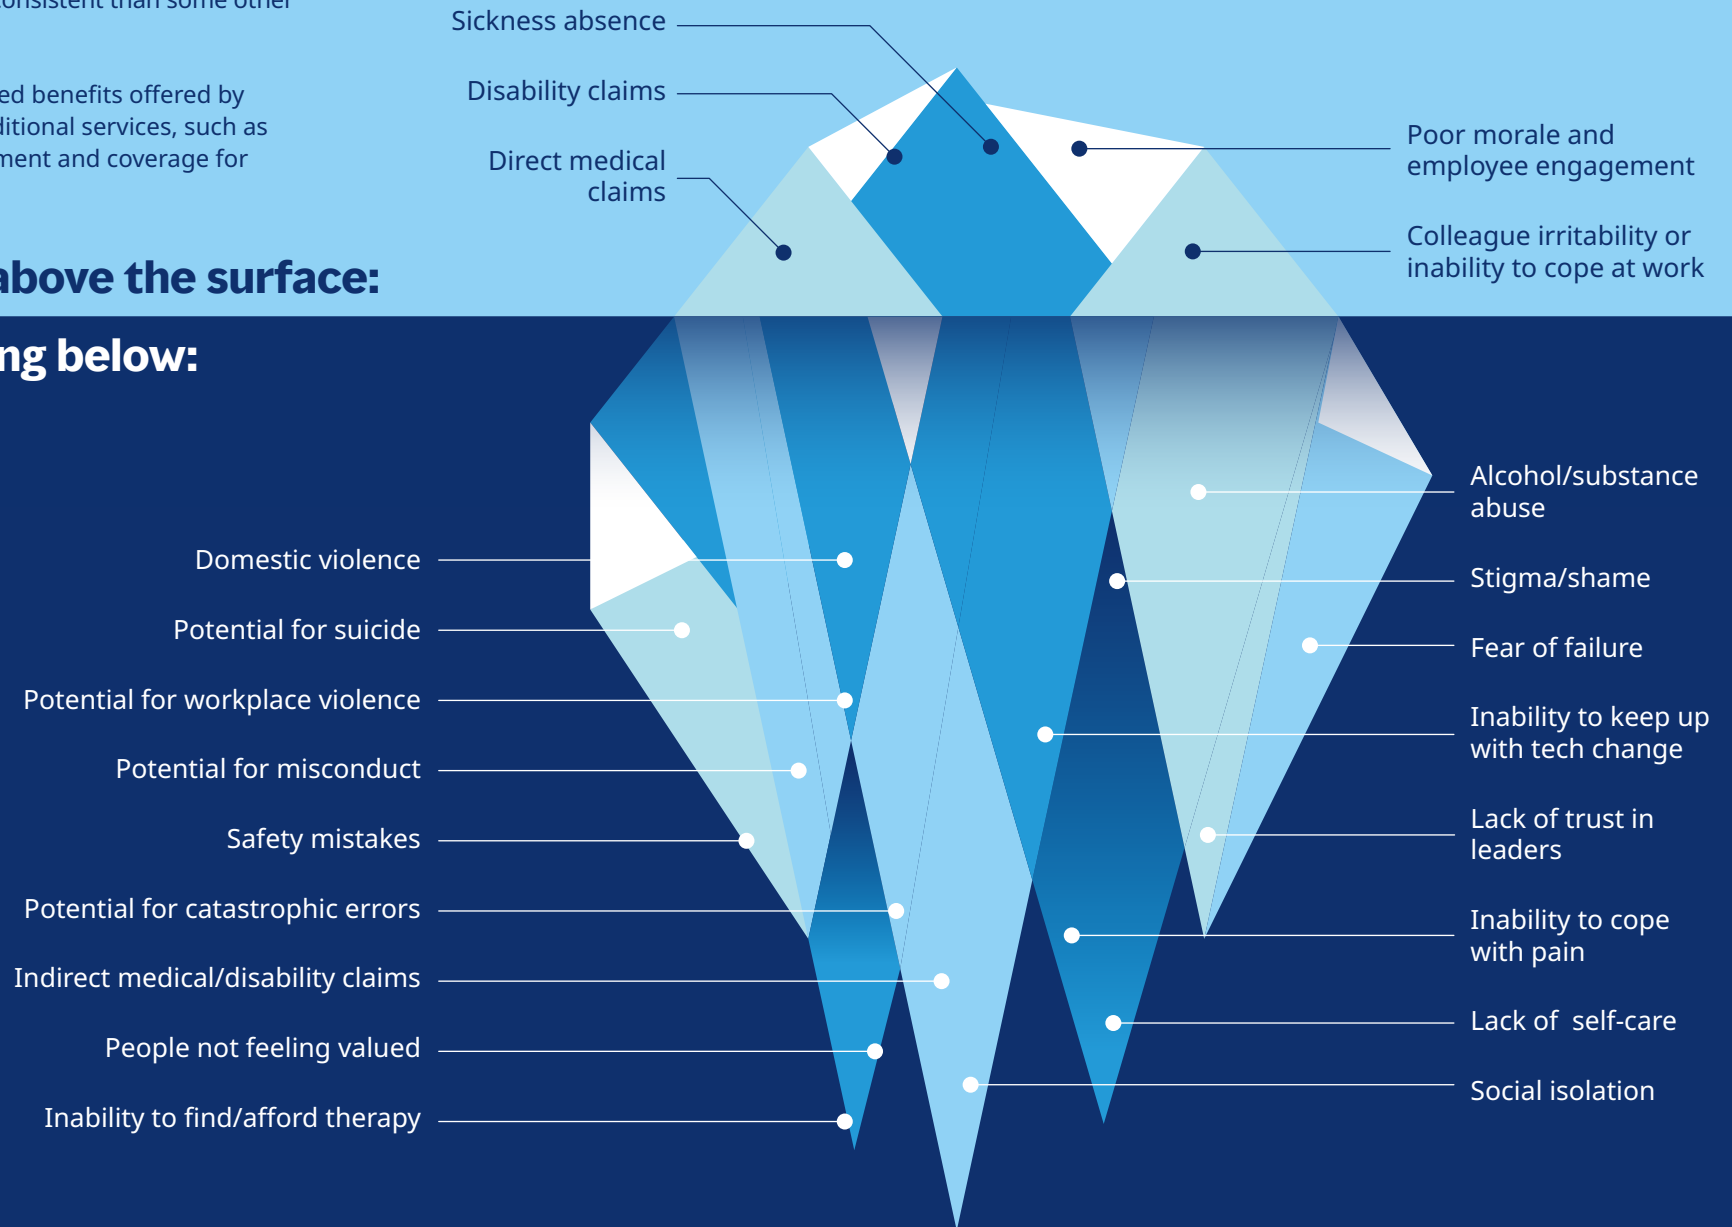 consistent than some other
ed benefits offered by
ditional services, such as
ment and coverage for
above the surface:
Sickness absence
Disability claims
Direct medical
claims
Poor morale and
employee engagement
Colleague irritability or
inability to cope at work
ng below:
Domestic violence
Potential for suicide
Potential for workplace violence
Potential for misconduct
Safety mistakes
Potential for catastrophic errors
Indirect medical/disability claims
People not feeling valued
Inability to find/afford therapy
Alcohol/substance
abuse
Stigma/shame
Fear of failure
Inability to keep up
with tech change
Lack of trust in
leaders
Inability to cope
with pain
Lack of  self-care
Social isolation